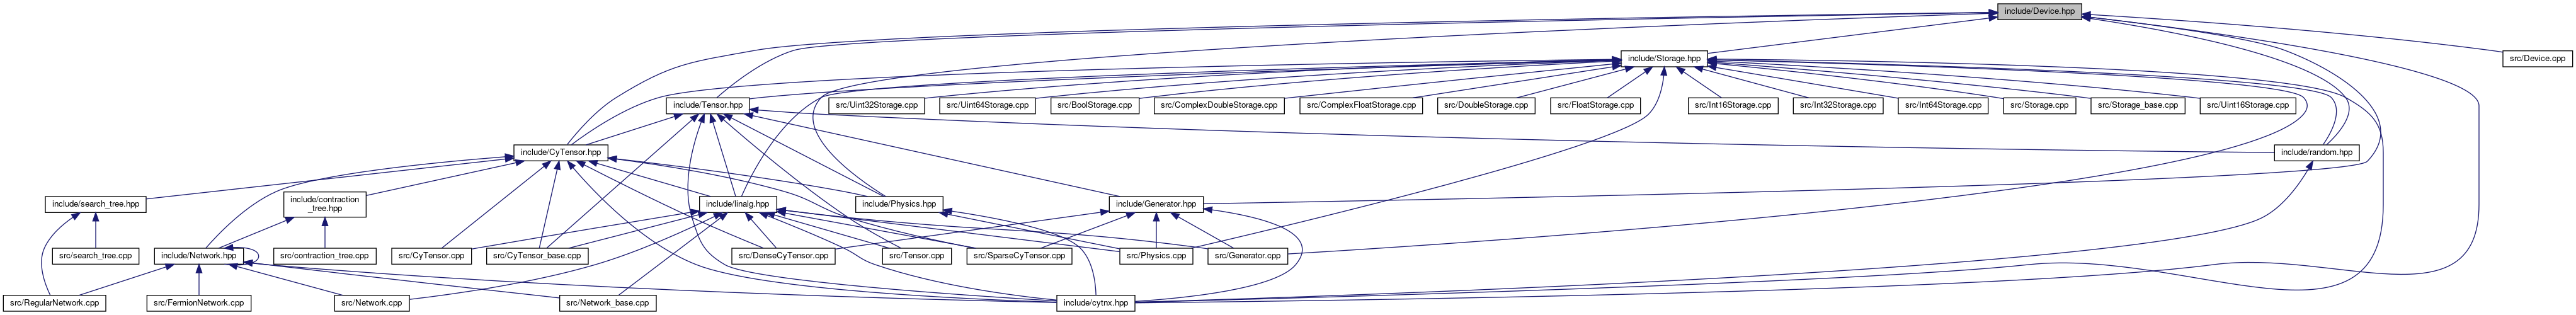 include/Device.hpp
include/Storage.hpp
src/Device.cpp
include/Tensor.hpp
src/Uint32Storage.cpp
src/Uint64Storage.cpp
src/BoolStorage.cpp
src/ComplexDoubleStorage.cpp
src/ComplexFloatStorage.cpp
src/DoubleStorage.cpp
src/FloatStorage.cpp
src/Int16Storage.cpp
src/Int32Storage.cpp
src/Int64Storage.cpp
src/Storage.cpp
src/Storage_base.cpp
src/Uint16Storage.cpp
include/CyTensor.hpp
include/random.hpp
include/search_tree.hpp
include/contraction
_tree.hpp
include/linalg.hpp
include/Physics.hpp
include/Generator.hpp
src/search_tree.cpp
include/Network.hpp
src/contraction_tree.cpp
src/CyTensor.cpp
src/CyTensor_base.cpp
src/DenseCyTensor.cpp
src/Tensor.cpp
src/SparseCyTensor.cpp
src/Physics.cpp
src/Generator.cpp
src/RegularNetwork.cpp
src/FermionNetwork.cpp
src/Network.cpp
src/Network_base.cpp
include/cytnx.hpp